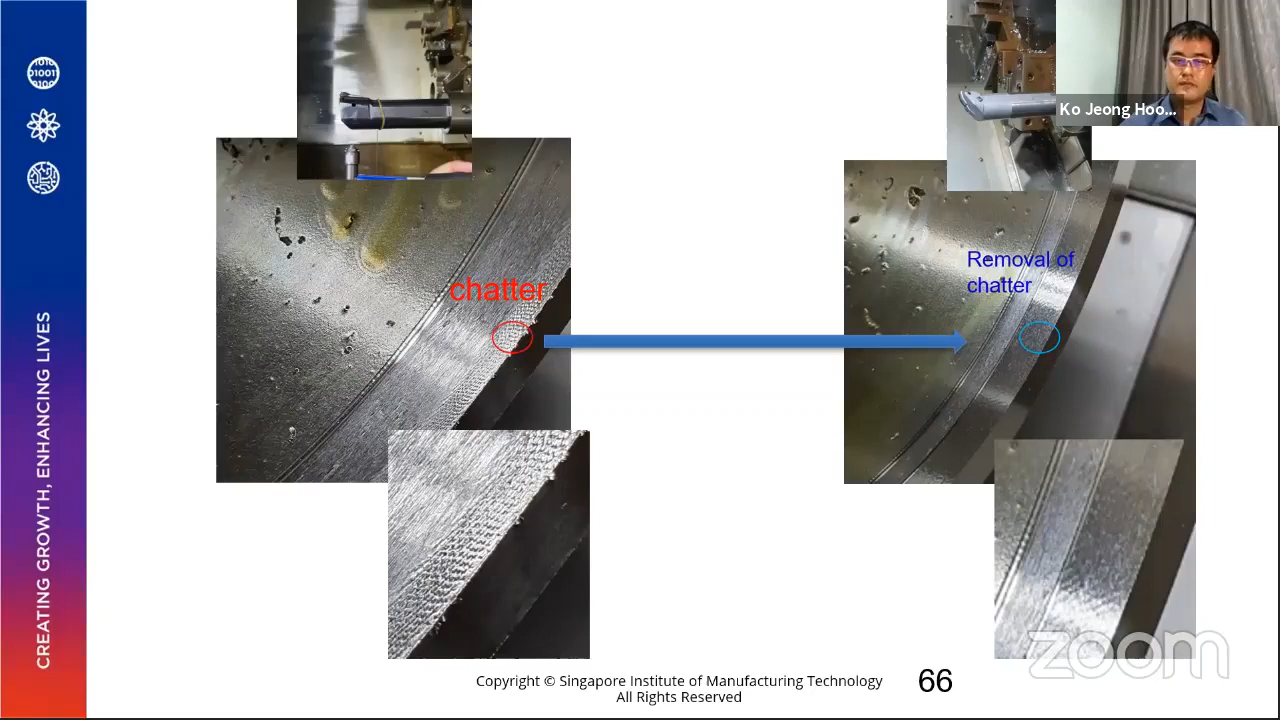 Ko Jeong Hoo...
chatter
Removal of
chatter
CREATING GROWTH, ENHANCING LIVES
Copyright © Singapore Institute of Manufacturing Technology
All Rights Reserved
66
zoom